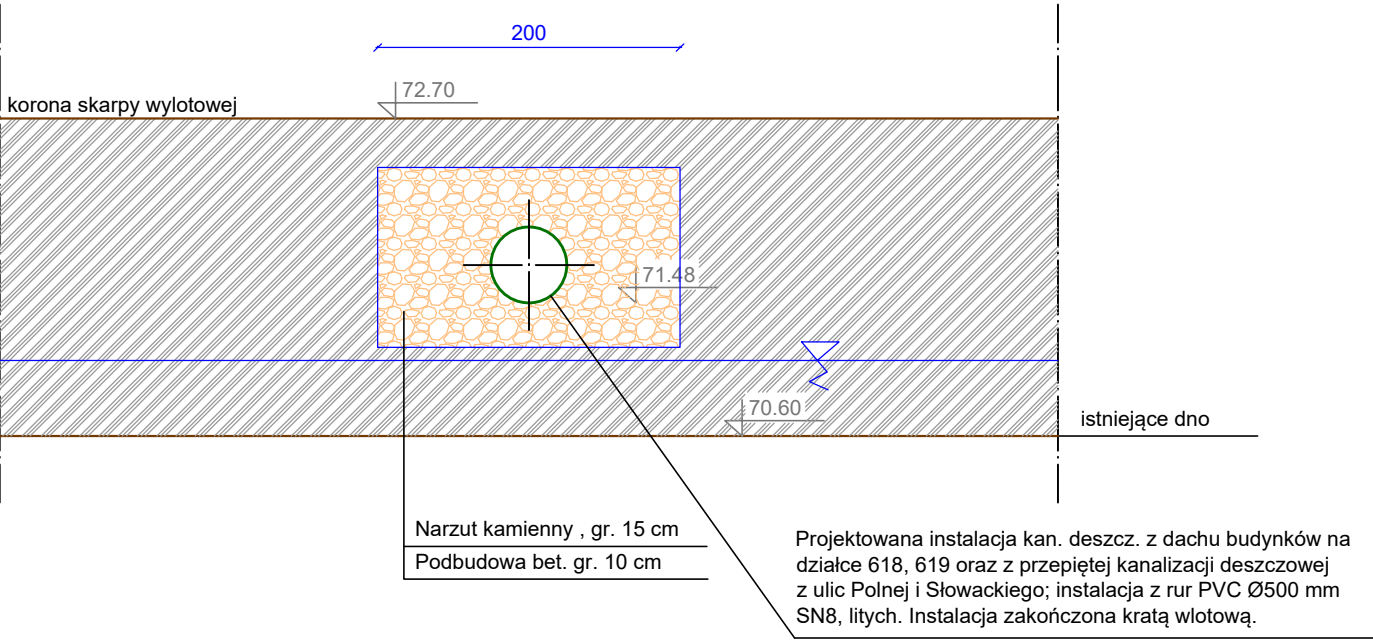 200
72.70
korona skarpy wylotowej
71.48
70.60
istniejące dno
Narzut kamienny , gr. 15 cm
Podbudowa bet. gr. 10 cm
Projektowana instalacja kan. deszcz. z dachu budynków na
działce 618, 619 oraz z przepiętej kanalizacji deszczowej
z ulic Polnej i Słowackiego; instalacja z rur PVC Ø500 mm
SN8, litych. Instalacja zakończona kratą wlotową.